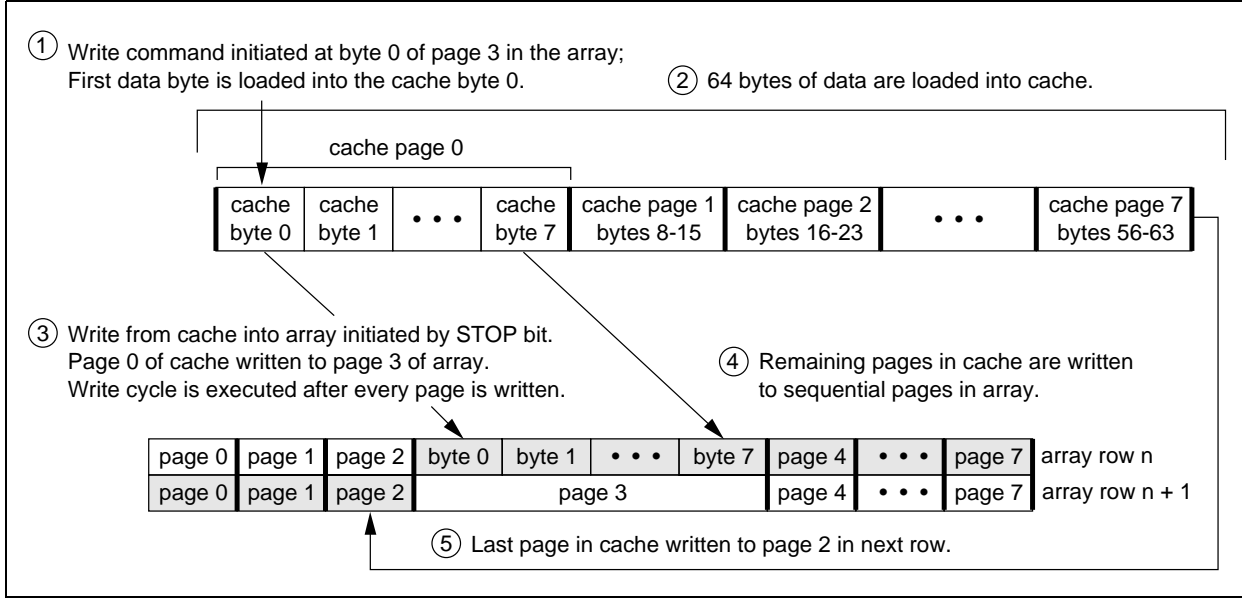 ① Write command initiated at byte 0 of page 3 in the array;
First data byte is loaded into the cache byte 0.
② 64 bytes of data are loaded into cache.
cache page 0
cache byte 0 cache byte 1 • • • cache byte 7 cache page 1 bytes 8-15 cache page 2 bytes 16-23 • • • cache page 7 bytes 56-63
③ Write from cache into array initiated by STOP bit.
Page 0 of cache written to page 3 of array.
Write cycle is executed after every page is written.
④ Remaining pages in cache are written
to sequential pages in array.
page 0 page 1 page 2 byte 0 byte 1 • • • byte 7 page 4 • • • page 7 array row n
page 0 page 1 page 2 page 3 page 4 • • • page 7 array row n + 1
⑤ Last page in cache written to page 2 in next row.